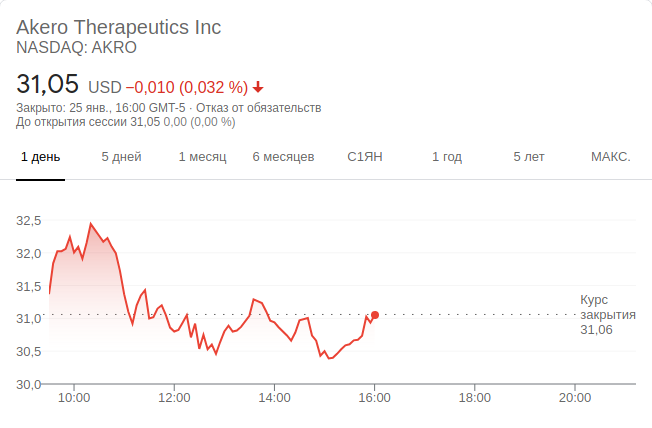 Akero Therapeutics Inc
NASDAQ: AKRO
31,05 USD −0,010 (0,032 %)
Закрыто: 25 янв., 16:00 GMT-5 · Отказ от обязательств
До открытия сессии 31,05 0,00 (0,00 %)
1 день 5 дней 1 месяц 6 месяцев С1ЯН 1 год 5 лет МАКС.
32,5
32,0
31,5
31,0
30,5
30,0
Курс
закрытия
31,06
10:00 12:00 14:00 16:00 18:00 20:00